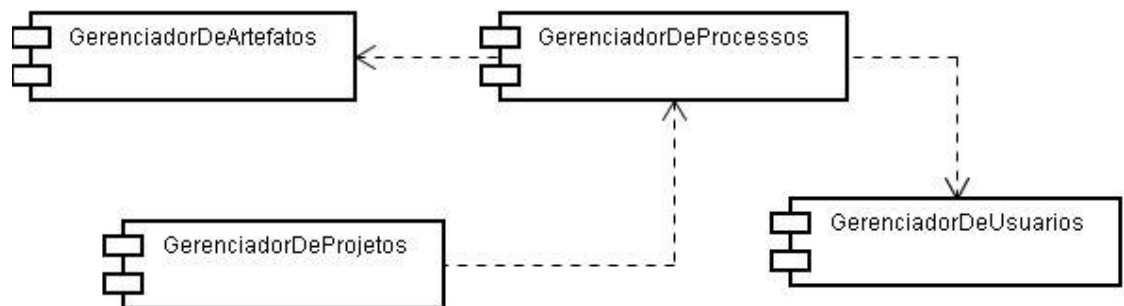 GerenciadorDeArtefatos
GerenciadorDeProcessos
GerenciadorDeUsuarios
GerenciadorDeProjetos